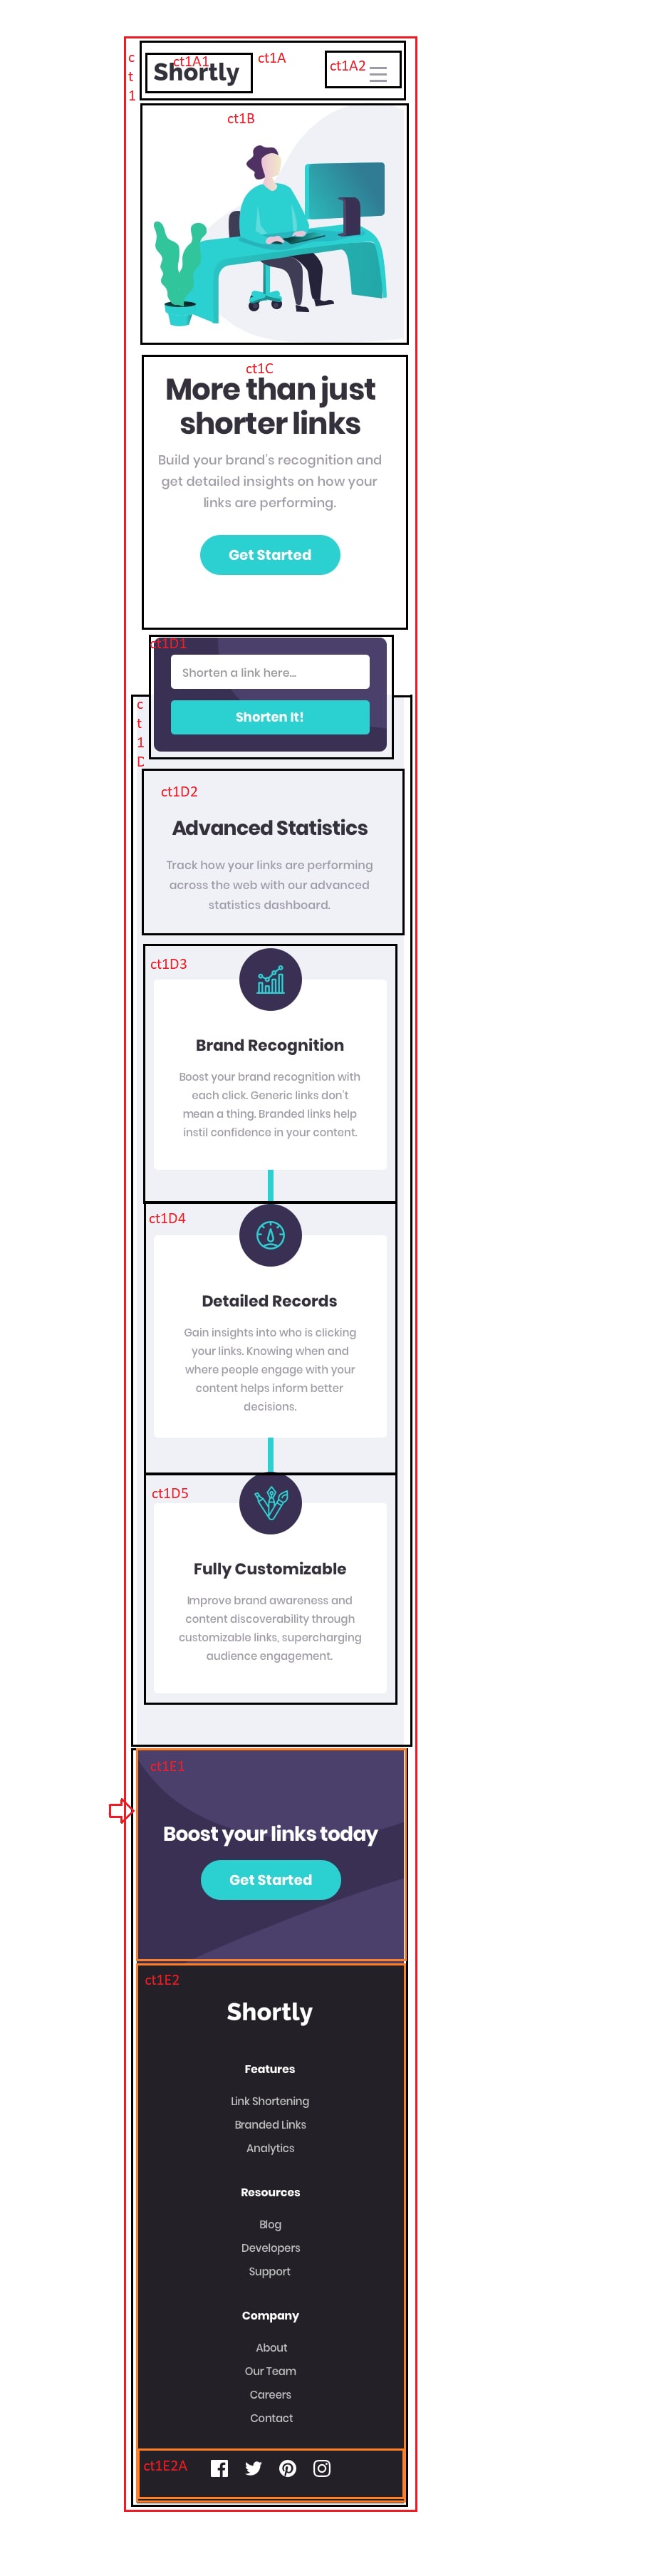 c
t
1
ct1A
ct1A1
Shortly
ct1A2
ct1B
ct1C
More than just
shorter links
Build your brand's recognition and
get detailed insights on how your
links are performing.
Get Started
ct1D1
Shorten a link here...
Shorten It!
c
t
1
D
ct1D2
Advanced Statistics
Track how your links are performing
across the web with our advanced
statistics dashboard.
ct1D3
Brand Recognition
Boost your brand recognition with
each click. Generic links don't
mean a thing. Branded links help
instil confidence in your content.
ct1D4
Detailed Records
Gain insights into who is clicking
your links. Knowing when and
where people engage with your
content helps inform better
decisions.
ct1D5
Fully Customizable
Improve brand awareness and
content discoverability through
customizable links, supercharging
audience engagement.
ct1E1
Boost your links today
Get Started
ct1E2
Shortly
Features
Link Shortening
Branded Links
Analytics
Resources
Blog
Developers
Support
Company
About
Our Team
Careers
Contact
ct1E2A